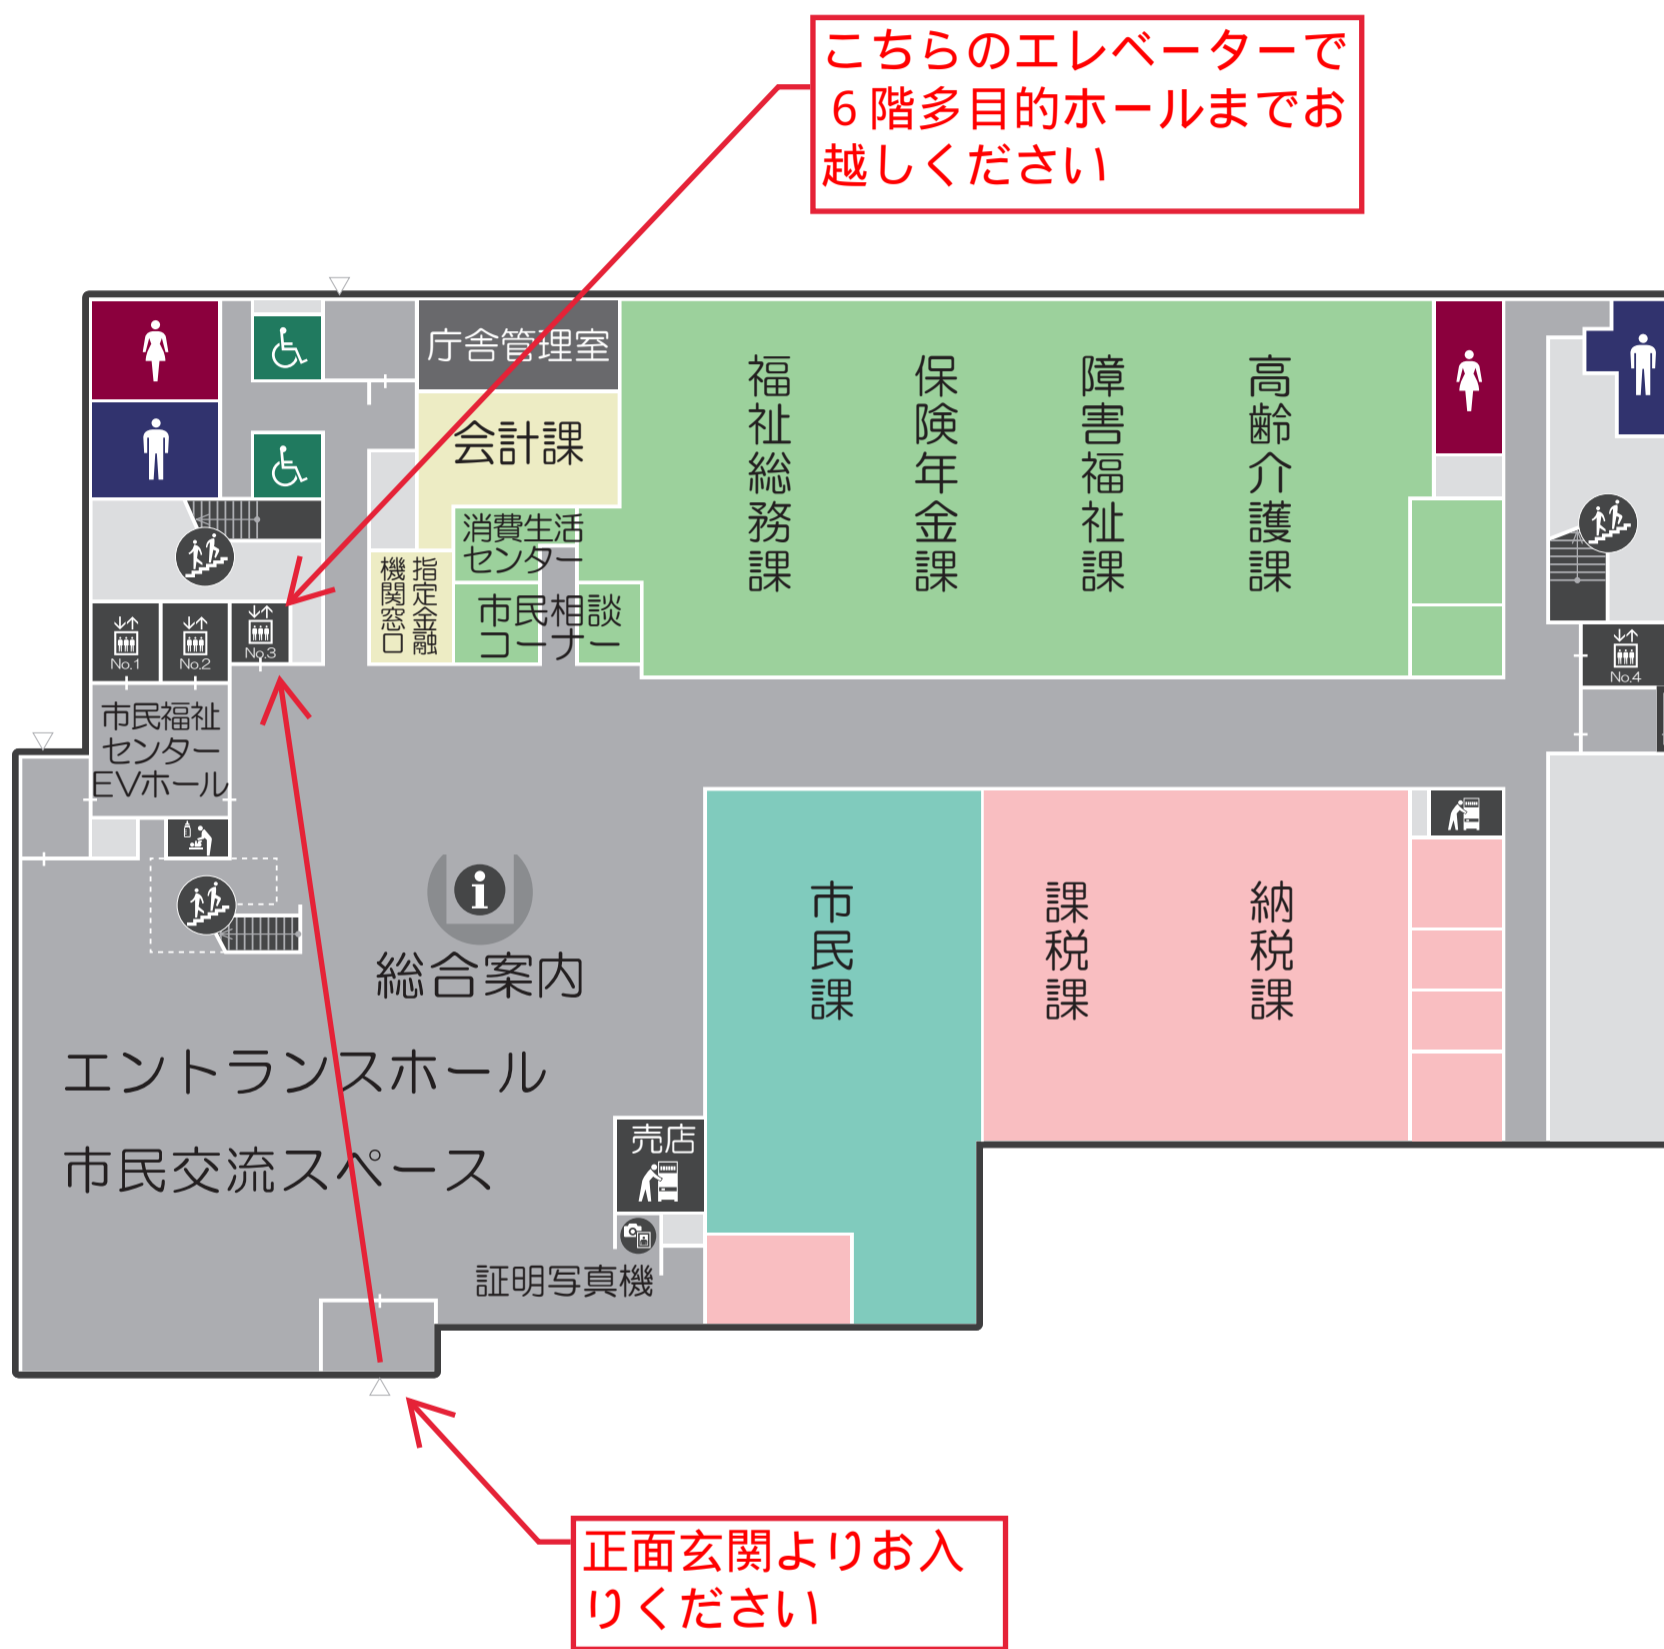 こちらのエレベーターで
６階多目的ホールまでお
越しください
庁舎管理室
会計課
消費生活
センター
指定金融
機関窓口
市民相談
コーナー
福祉総務課
保険年金課
障害福祉課
高齢介護課
No.1
No.2
No.3
No.4
市民福祉
センター
EVホール
i
総合案内
エントランスホール
市民交流スペース
市民課
課税課
納税課
売店
証明写真機
正面玄関よりお入
りください